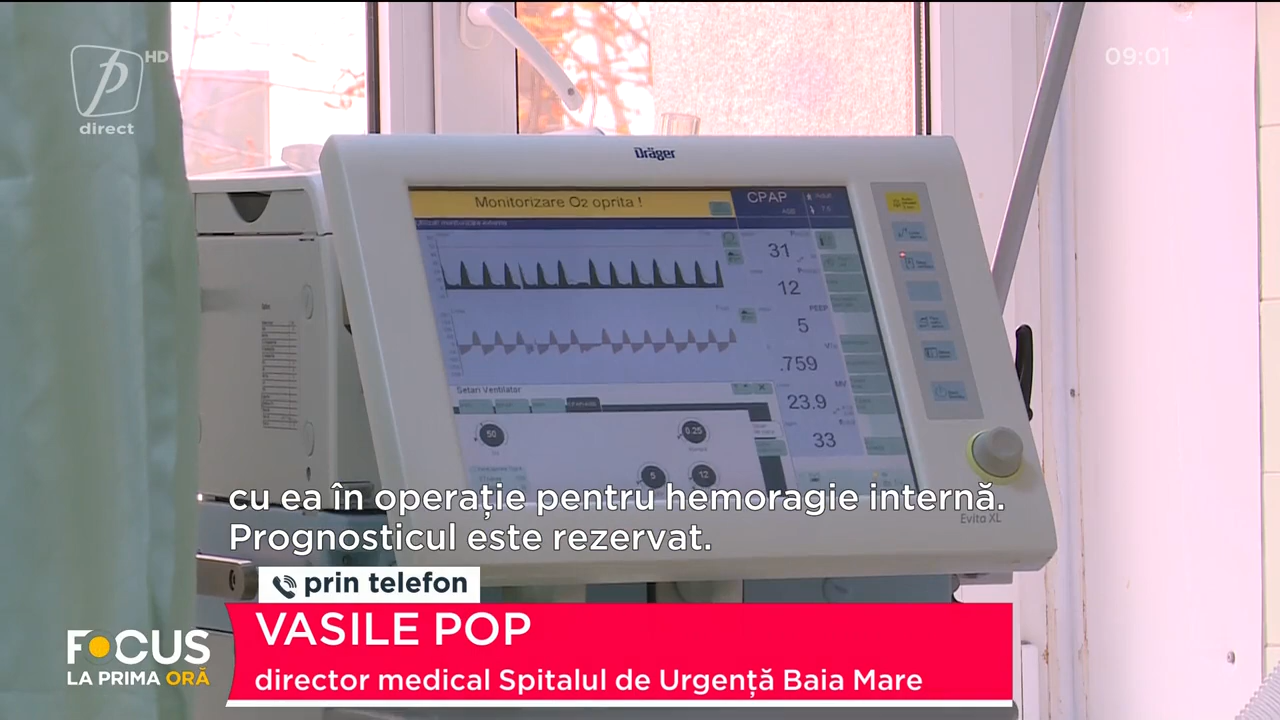 HD
direct
09:01
Dräger
Monitorizare O2 oprita !
CPAP
31
12
PEEP
5
.759
MV
23.9
33
Setari Ventilator
50
0.25
5
12
Evita XL
cu ea în operație pentru hemoragie internă.
Prognosticul este rezervat.
prin telefon
VASILE POP
director medical Spitalul de Urgență Baia Mare
FOCUS
LA PRIMA ORĂ